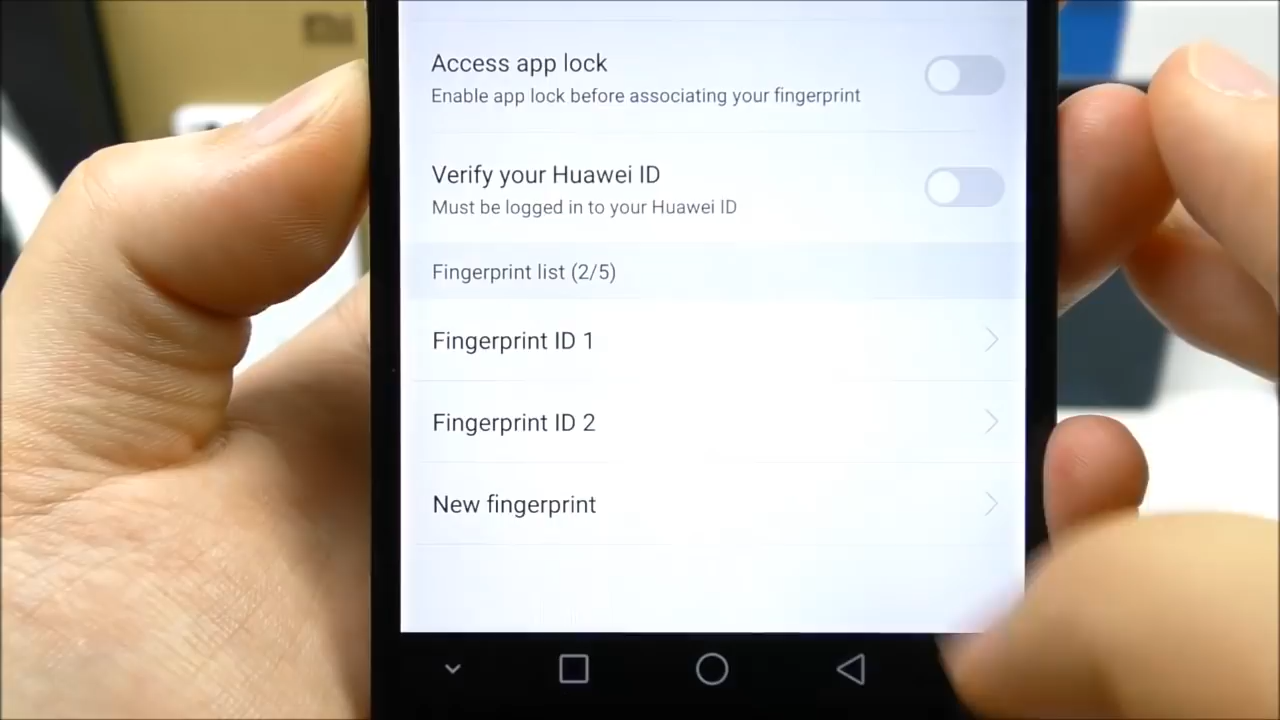 mi
Access app lock
Enable app lock before associating your fingerprint
Verify your Huawei ID
Must be logged in to your Huawei ID
Fingerprint list (2/5)
Fingerprint ID 1
Fingerprint ID 2
New fingerprint